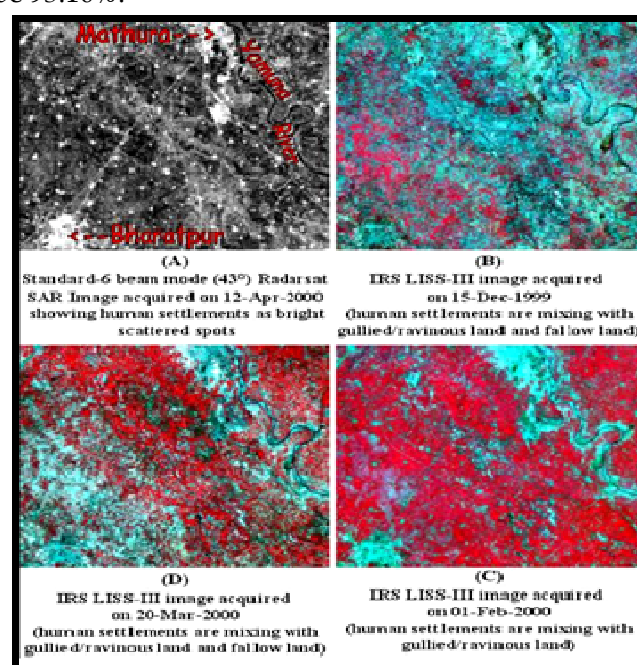 93.10%.
Mathura-->
Yamuna River
<--Bharatpur
(A)
Standard-6 beam mode (43°) Radarsat
SAR Image acquired on 12-Apr-2000
showing human settlements as bright
scattered spots
(B)
IRS LISS-III image acquired
on 15-Dec-1999
(human settlements are mixing with
gullied/ravinous land and fallow land)
(D)
IRS LISS-III image acquired
on 20-Mar-2000
(human settlements are mixing with
gullied/ravinous land and fallow land)
(C)
IRS LISS-III image acquired
on 01-Feb-2000
(human settlements are mixing with
gullied/ravinous land)